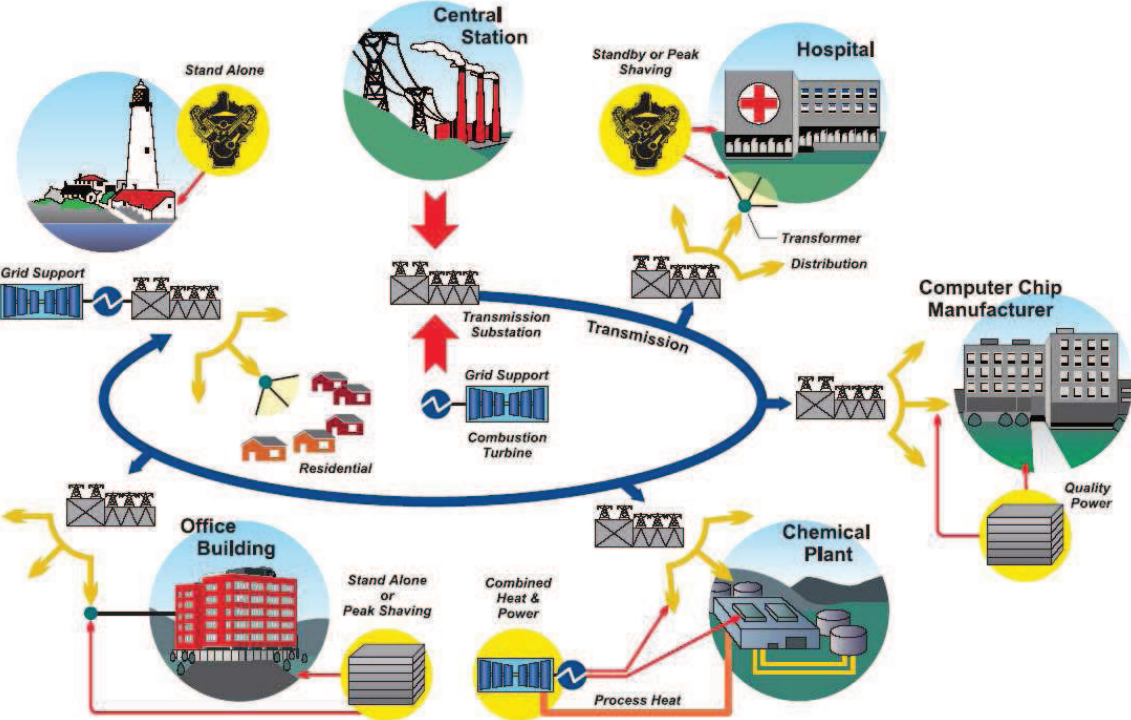 Central
Station
Stand Alone
Standby or Peak
Shaving
Hospital
Transformer
Distribution
Grid Support
Transmission
Substation
Transmission
Computer Chip
Manufacturer
Grid Support
Combustion
Turbine
Residential
Quality
Power
Office
Building
Stand Alone
or
Peak Shaving
Combined
Heat &
Power
Chemical
Plant
Process Heat